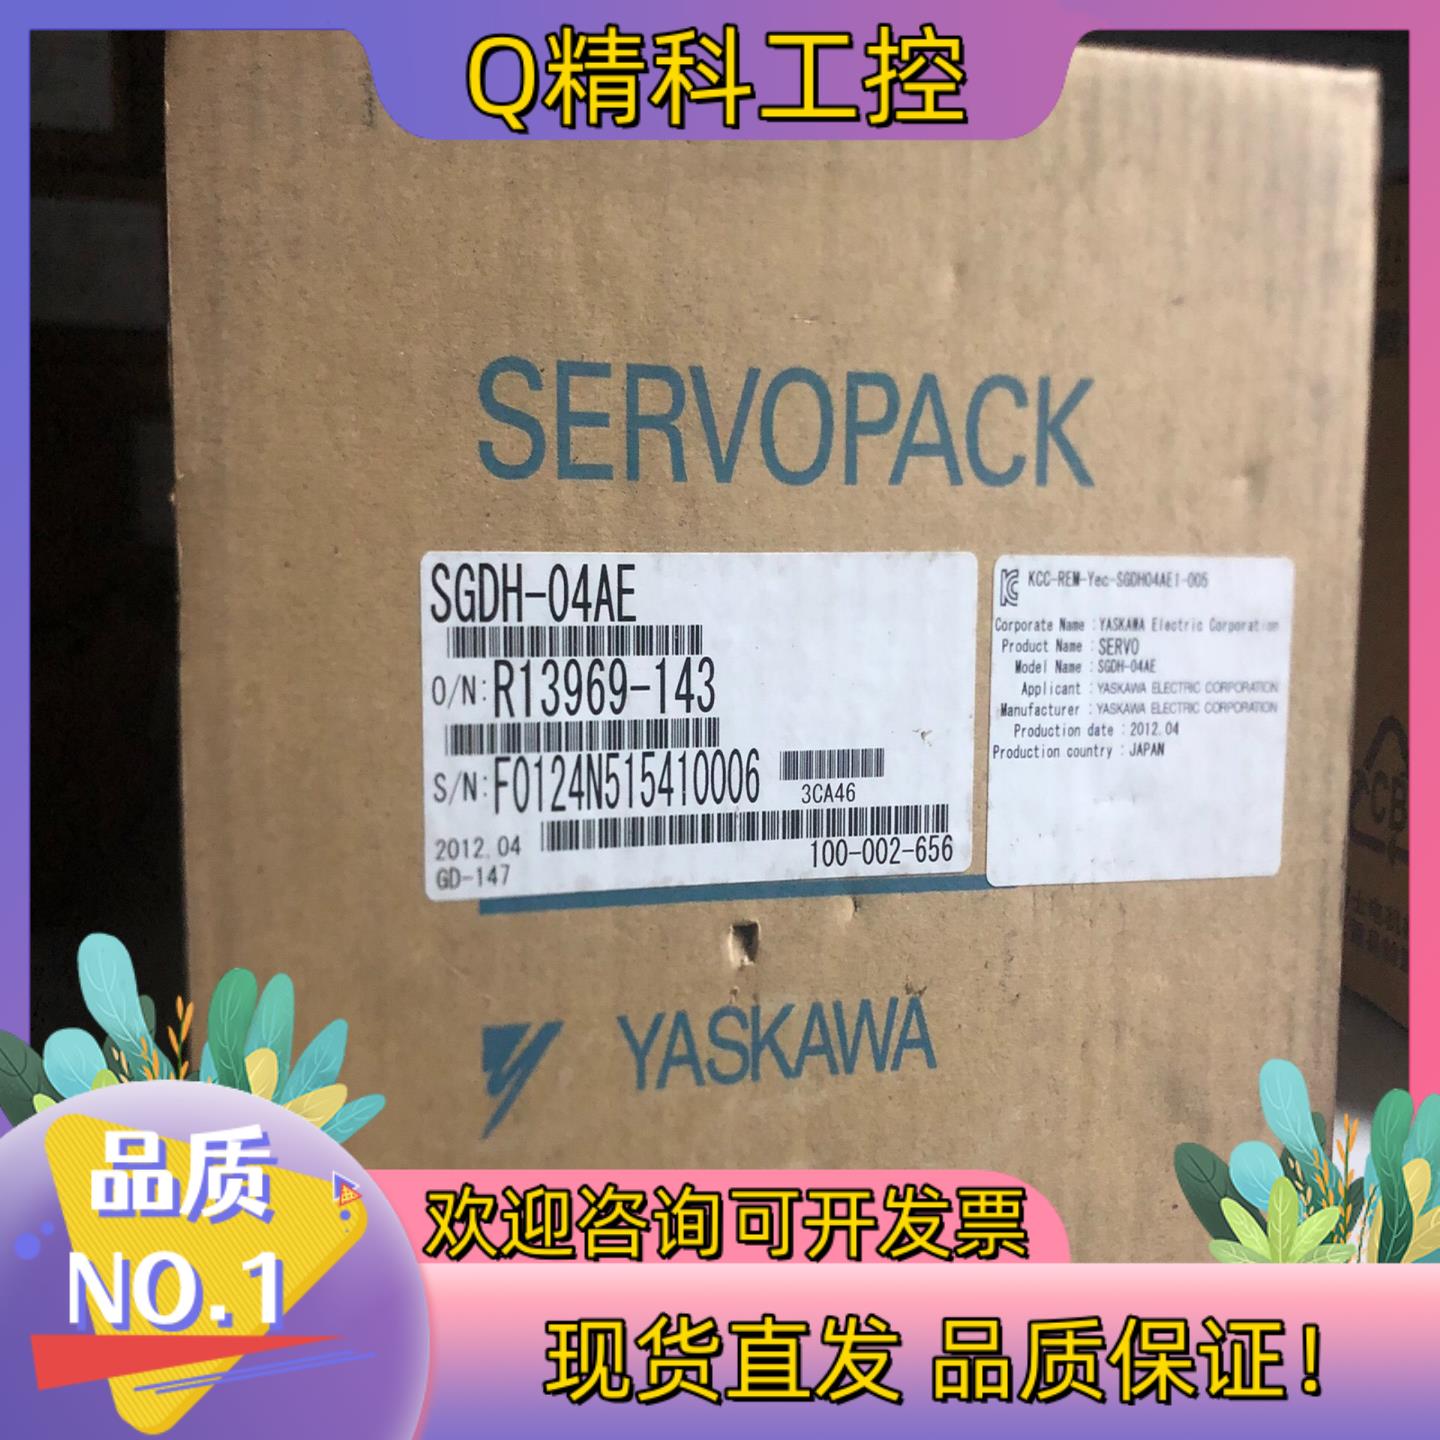 Q精科工控
SERVOPACK
SGDH-04AE
O/N:R13969-143
S/N:F0124N515410006
3CA46
2012.04
100-002-656
GD-147
KCC-REM-Yec-SGDH04AE1-005
Corporate Name : YASKAWA Electric Corporation
Product Name : SERVO
Model Name : SGDH-04AE
Applicant : YASKAWA ELECTRIC CORPORATION
Manufacturer : YASKAWA ELECTRIC CORPORATION
Production date : 2012.04
Production country : JAPAN
YASKAWA
品质
NO.1
欢迎咨询可开发票
现货直发 品质保证!